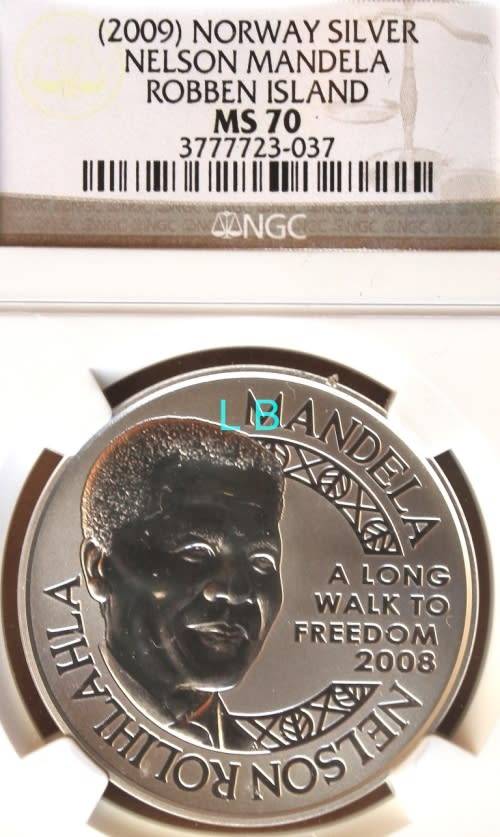 (2009) NORWAY SILVER
NELSON MANDELA
ROBBEN ISLAND
MS 70
3777723-037
NGC
LB
MANDELA
A LONG
WALK TO
FREEDOM
2008
NELSON ROLIHLAHLA